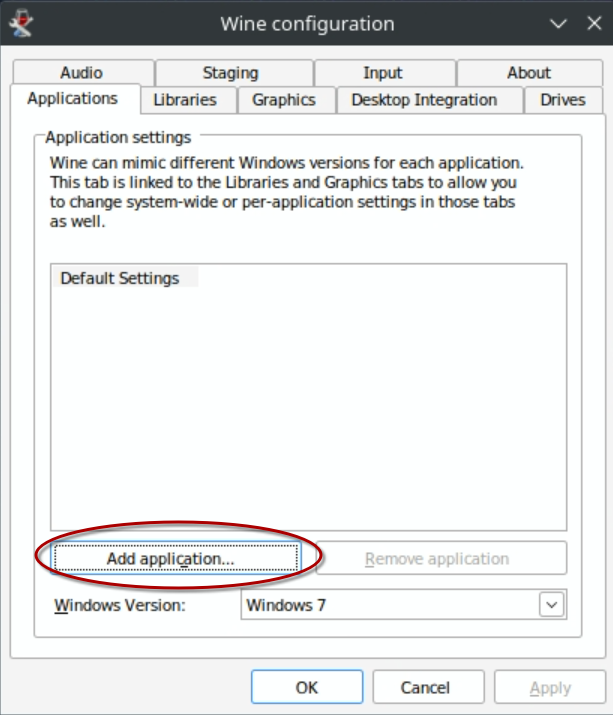 Wine configuration
Audio
Staging
Input
About
Applications
Libraries
Graphics
Desktop Integration
Drives
Application settings
Wine can mimic different Windows versions for each application.
This tab is linked to the Libraries and Graphics tabs to allow you
to change system-wide or per-application settings in those tabs
as well.
Default Settings
Add application...
Remove application
Windows Version:
Windows 7
OK
Cancel
Apply